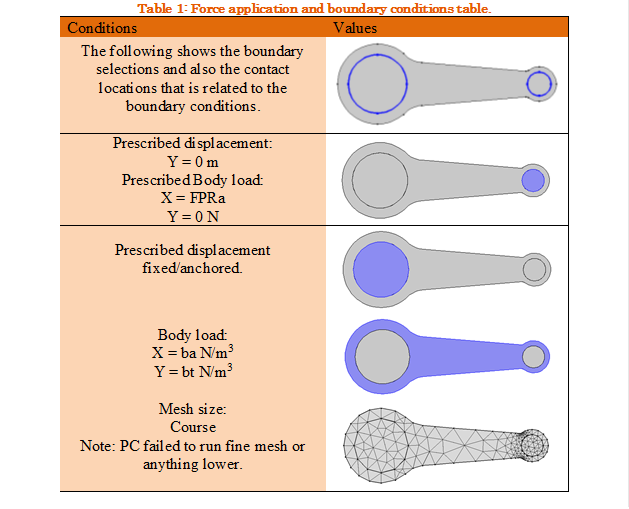 Table 1: Force application and boundary conditions table.
Conditions Values
The following shows the boundary
selections and also the contact
locations that is related to the
boundary conditions.
Prescribed displacement:
Y = 0 m
Prescribed Body load:
X = FPRa
Y = 0 N
Prescribed displacement
fixed/anchored.
Body load:
X = ba N/m³
Y = bt N/m³
Mesh size:
Course
Note: PC failed to run fine mesh or
anything lower.